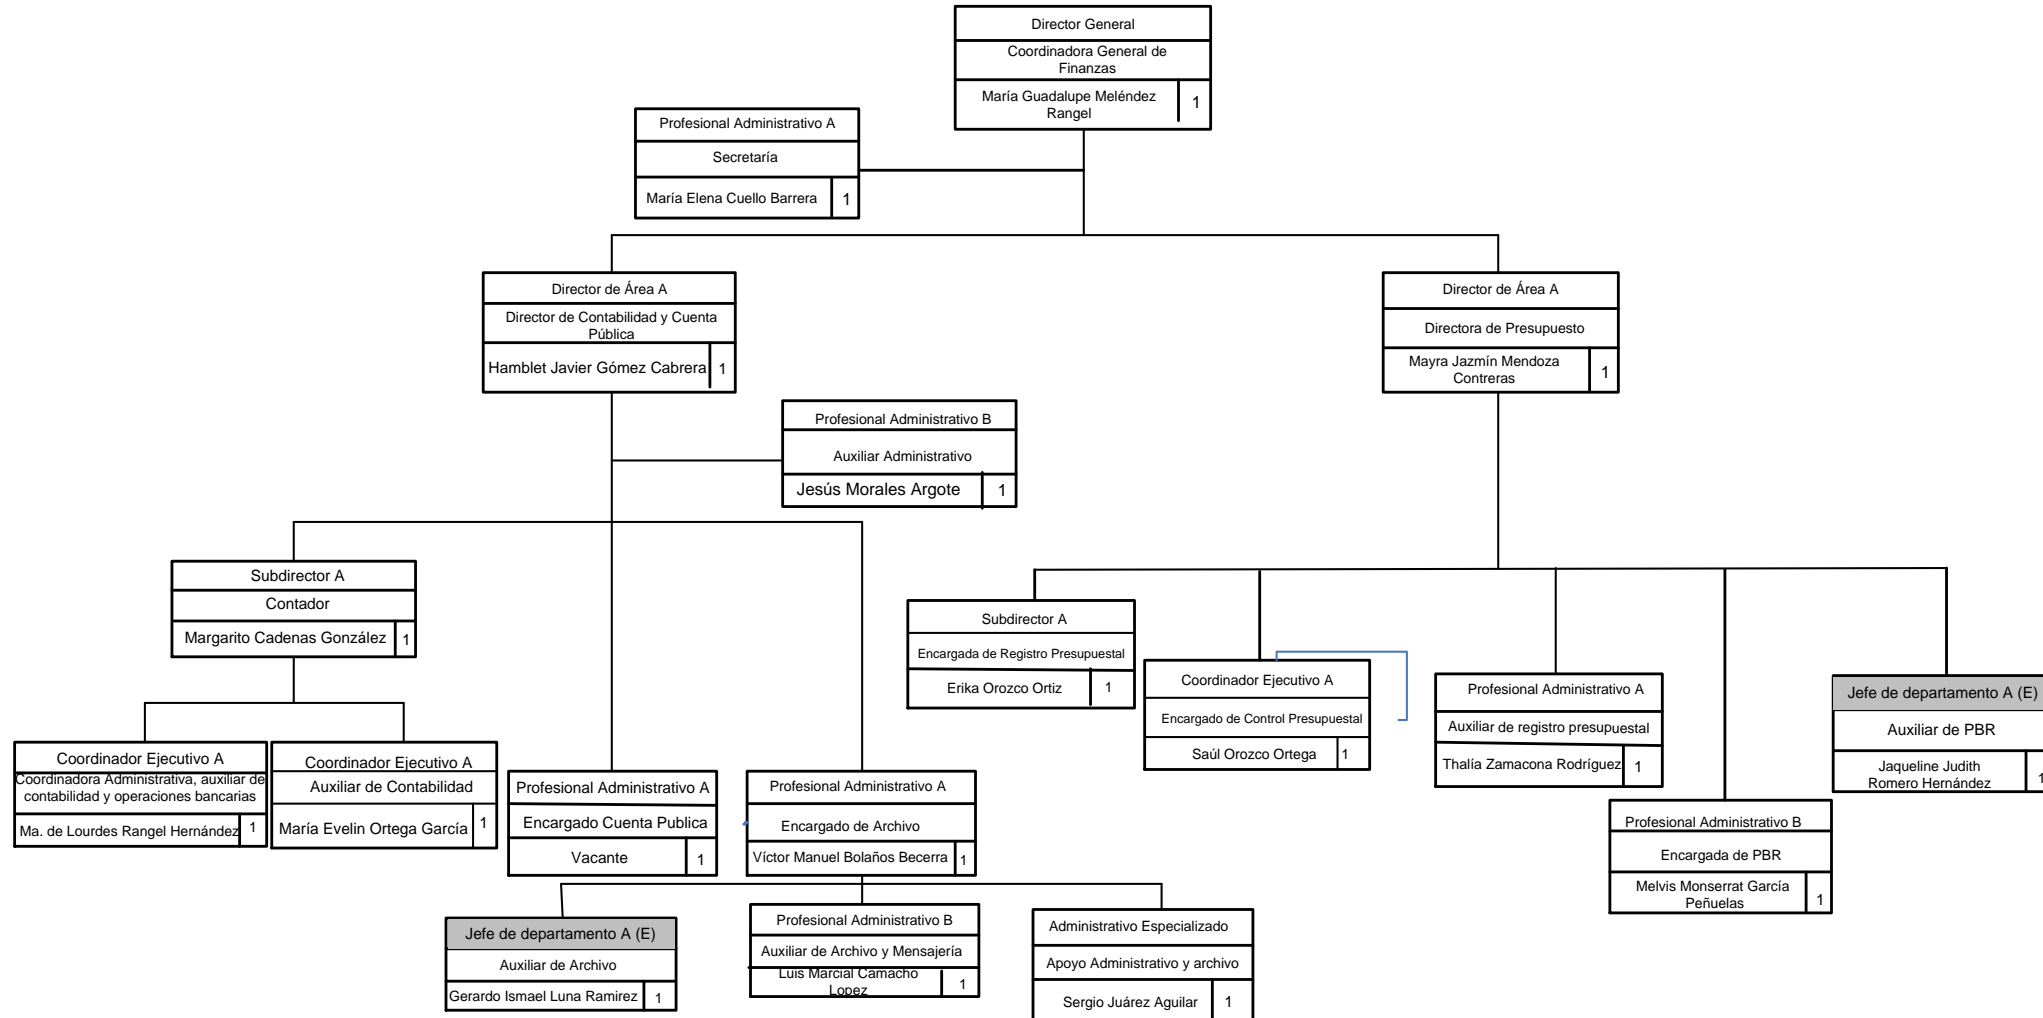 Director General
Coordinadora General de
Finanzas
María Guadalupe Meléndez
Rangel
1
Profesional Administrativo A
Secretaría
María Elena Cuello Barrera
1
Director de Área A
Director de Contabilidad y Cuenta
Pública
Hamblet Javier Gómez Cabrera
1
Director de Área A
Directora de Presupuesto
Mayra Jazmín Mendoza
Contreras
1
Profesional Administrativo B
Auxiliar Administrativo
Jesús Morales Argote
1
Subdirector A
Contador
Margarito Cadenas González
1
Subdirector A
Encargada de Registro Presupuestal
Erika Orozco Ortiz
1
Coordinador Ejecutivo A
Encargado de Control Presupuestal
Saúl Orozco Ortega
1
Profesional Administrativo A
Auxiliar de registro presupuestal
Thalía Zamacona Rodríguez
1
Jefe de departamento A (E)
Auxiliar de PBR
Jaqueline Judith
Romero Hernández
1
Coordinador Ejecutivo A
Coordinadora Administrativa, auxiliar de
contabilidad y operaciones bancarias
Ma. de Lourdes Rangel Hernández
1
Coordinador Ejecutivo A
Auxiliar de Contabilidad
María Evelin Ortega García
1
Profesional Administrativo A
Encargado Cuenta Publica
Vacante
1
Profesional Administrativo A
Encargado de Archivo
Víctor Manuel Bolaños Becerra
1
Profesional Administrativo B
Encargada de PBR
Melvis Monserrat García
Peñuelas
1
Jefe de departamento A (E)
Auxiliar de Archivo
Gerardo Ismael Luna Ramirez
1
Profesional Administrativo B
Auxiliar de Archivo y Mensajería
Luis Marcial Camacho
Lopez
1
Administrativo Especializado
Apoyo Administrativo y archivo
Sergio Juárez Aguilar
1